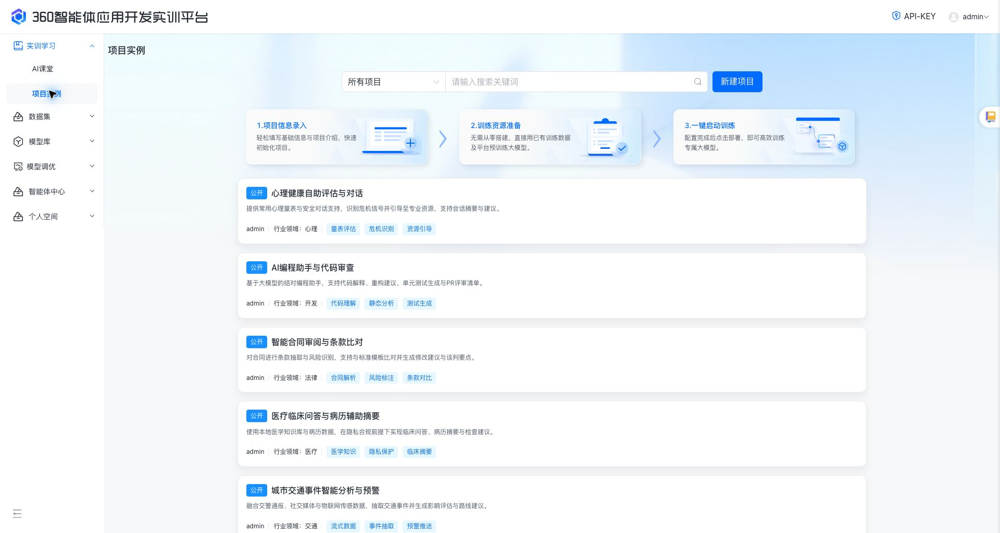 360智能体应用开发实训平台
API-KEY
admin
实训学习
AI课堂
项目实例
数据集
模型库
模型调优
智能体中心
个人空间
项目实例
所有项目
请输入搜索关键词
新建项目
1.项目信息录入
轻松填写基础信息与项目介绍，快速
初始化项目。
2.训练资源准备
无需从零搭建，直接用已有训练数据
及平台预训练大模型。
3.一键启动训练
配置完成后点击部署，即可高效训练
专属大模型。
公开 心理健康自助评估与对话
提供常用心理量表与安全对话支持，识别危机信号并引导至专业资源，支持会话摘要与建议。
admin 行业领域：心理 量表评估 危机识别 资源引导
公开 AI编程助手与代码审查
基于大模型的结对编程助手，支持代码解释、重构建议、单元测试生成与PR评审清单。
admin 行业领域：开发 代码理解 静态分析 测试生成
公开 智能合同审阅与条款比对
对合同进行条款抽取与风险识别，支持与标准模板比对并生成修改建议与谈判要点。
admin 行业领域：法律 合同解析 风险标注 条款对比
公开 医疗临床问答与病历辅助摘要
使用本地医学知识库与病历数据，在隐私合规前提下实现临床问答、病历摘要与检查建议。
admin 行业领域：医疗 医学知识 隐私保护 临床摘要
公开 城市交通事件智能分析与预警
融合交警通报、社交媒体与物联网传感数据，抽取交通事件并生成影响评估与路线建议。
admin 行业领域：交通 流式数据 事件抽取 预警推送